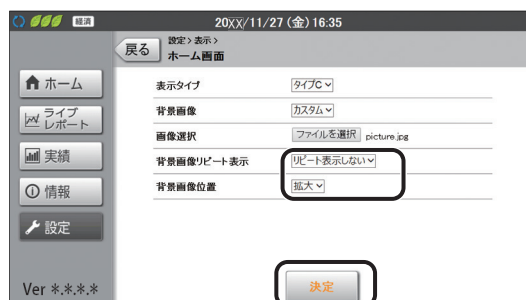 経済
20XX/11/27(金)16:35
戻る
設定>表示>
ホーム画面
ホーム
ライブ
レポート
実績
情報
設定
Ver *.*.*.*
表示タイプ タイプC
背景画像 カスタム
画像選択 ファイルを選択 picture.jpg
背景画像リピート表示 リピート表示しない
背景画像位置 拡大
決定